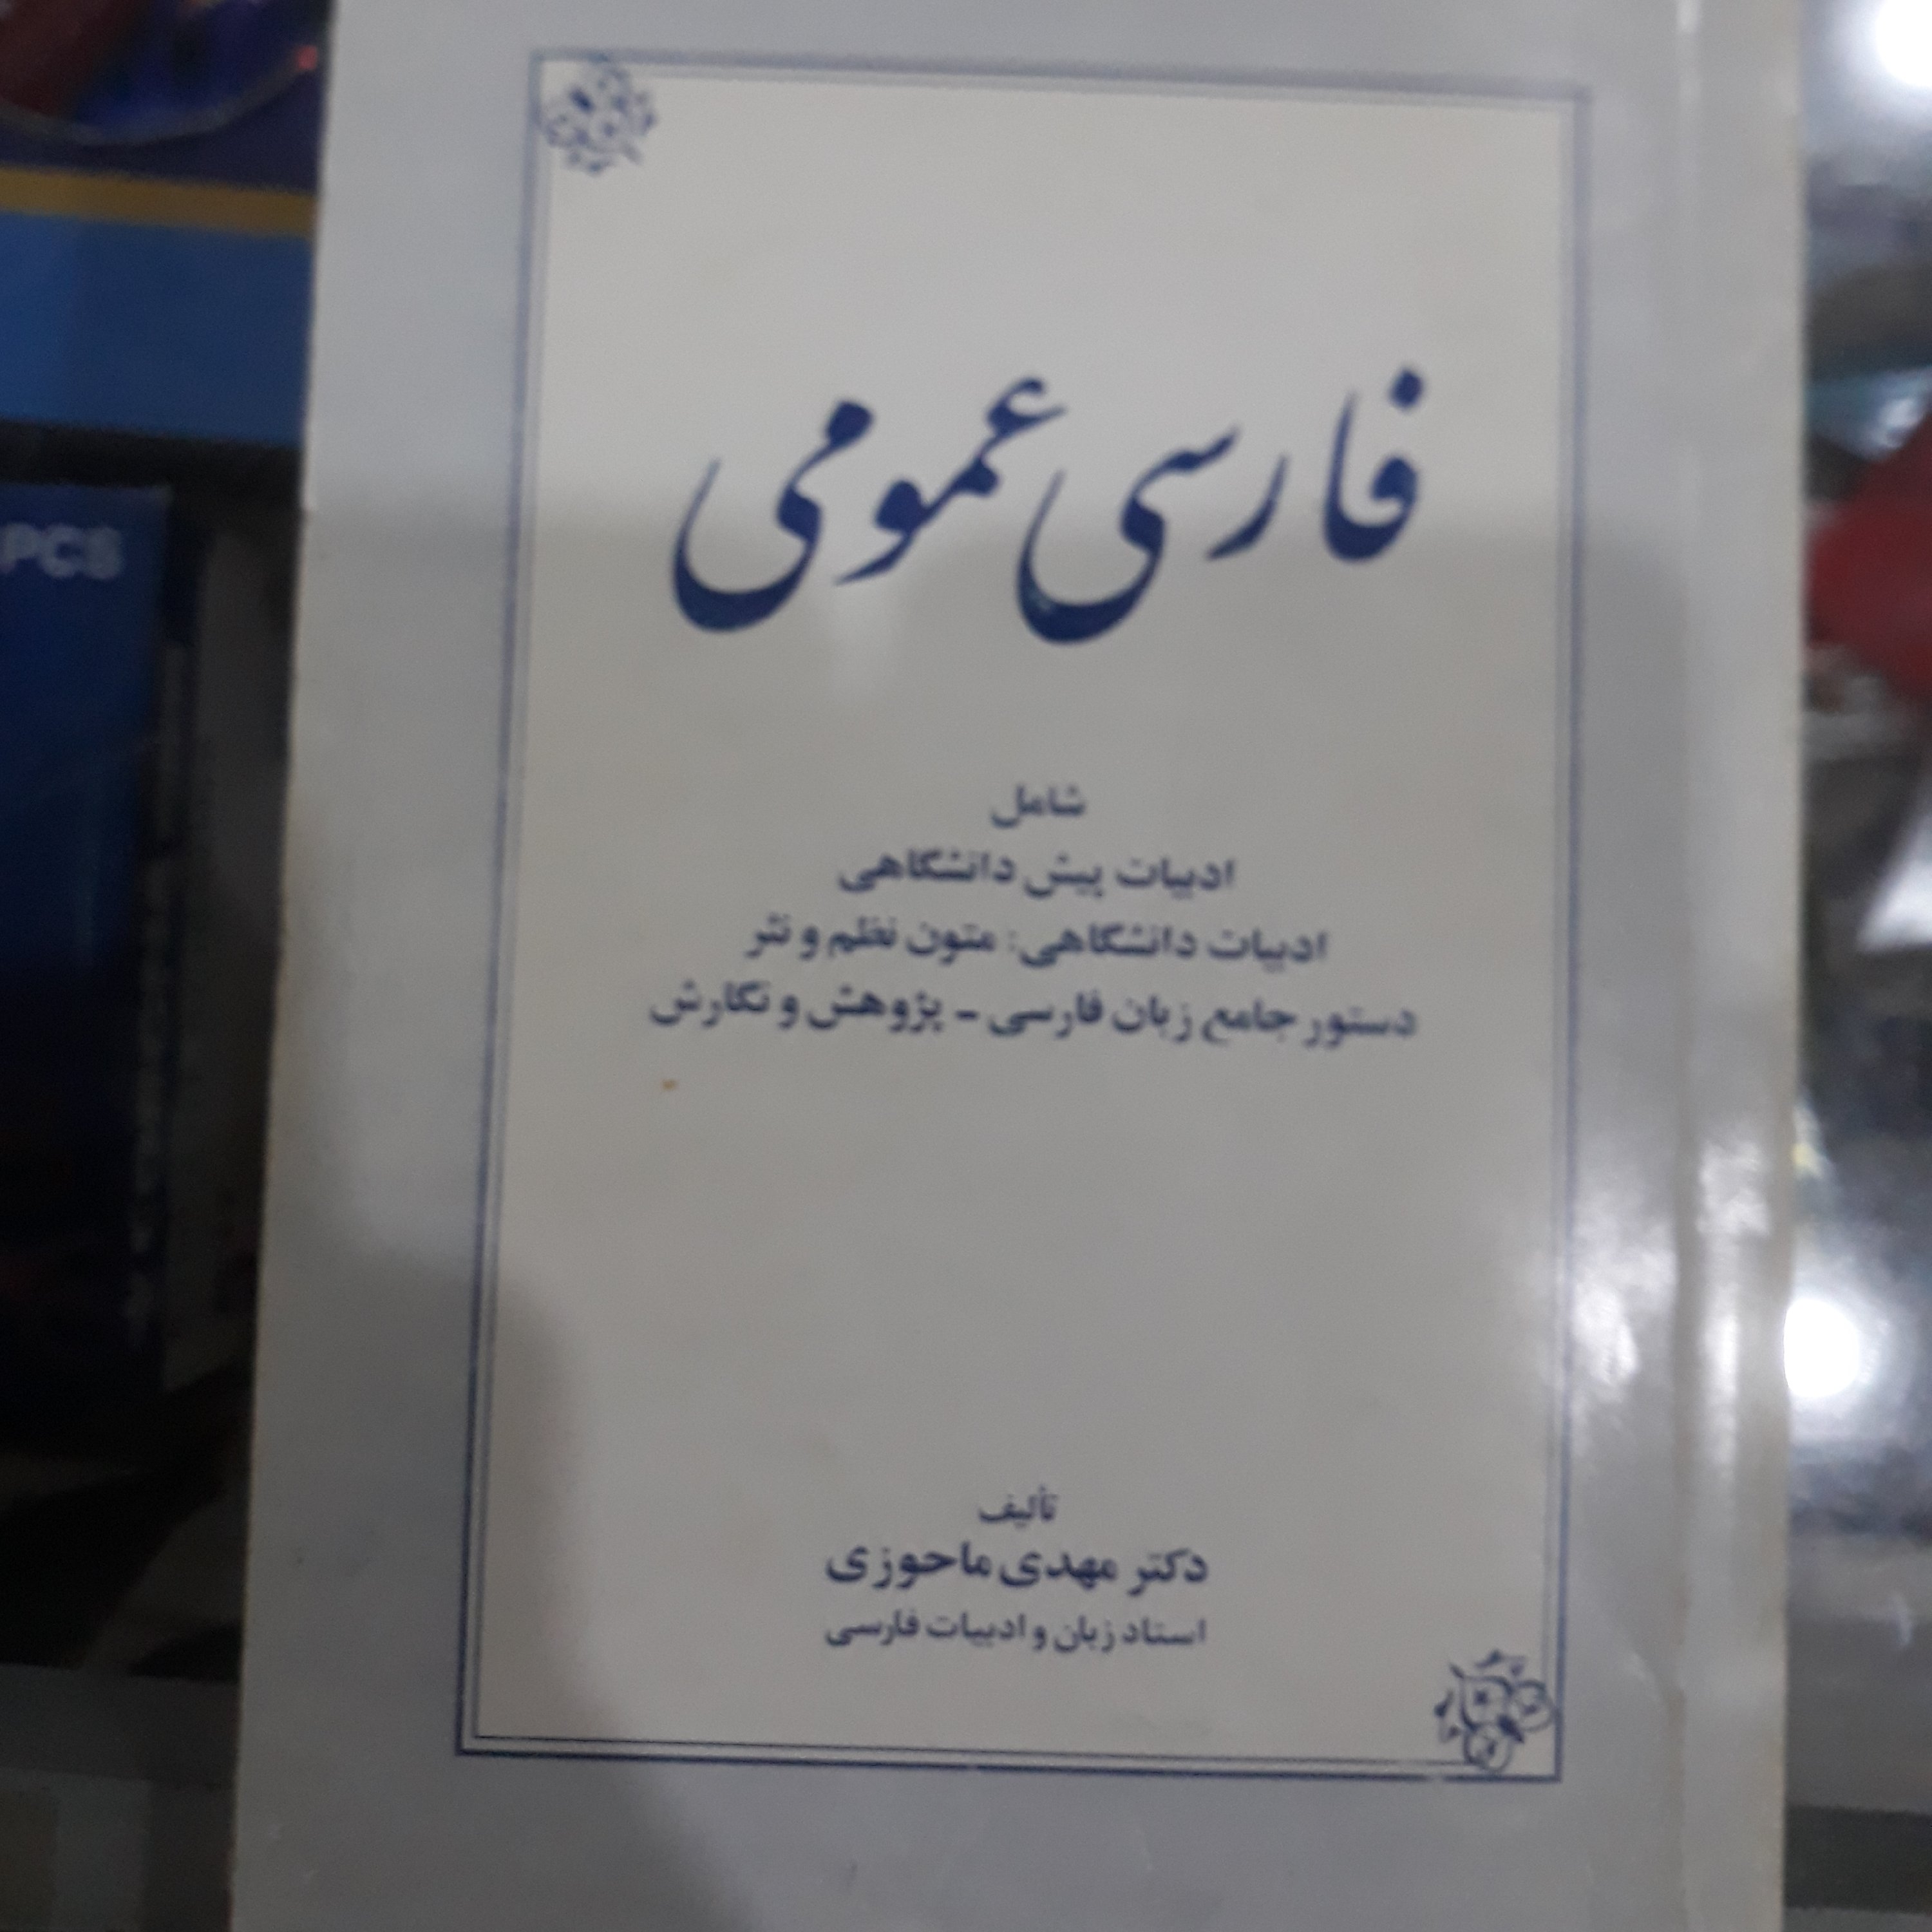 فارسی عمومی
شامل
ادبیات پیش دانشگاهی
ادبیات دانشگاهی: متون نظم و نثر
دستور جامع زبان فارسی - پژوهش و نگارش
تألیف
دکتر مهدی ماحوزی
استاد زبان و ادبیات فارسی
PCS